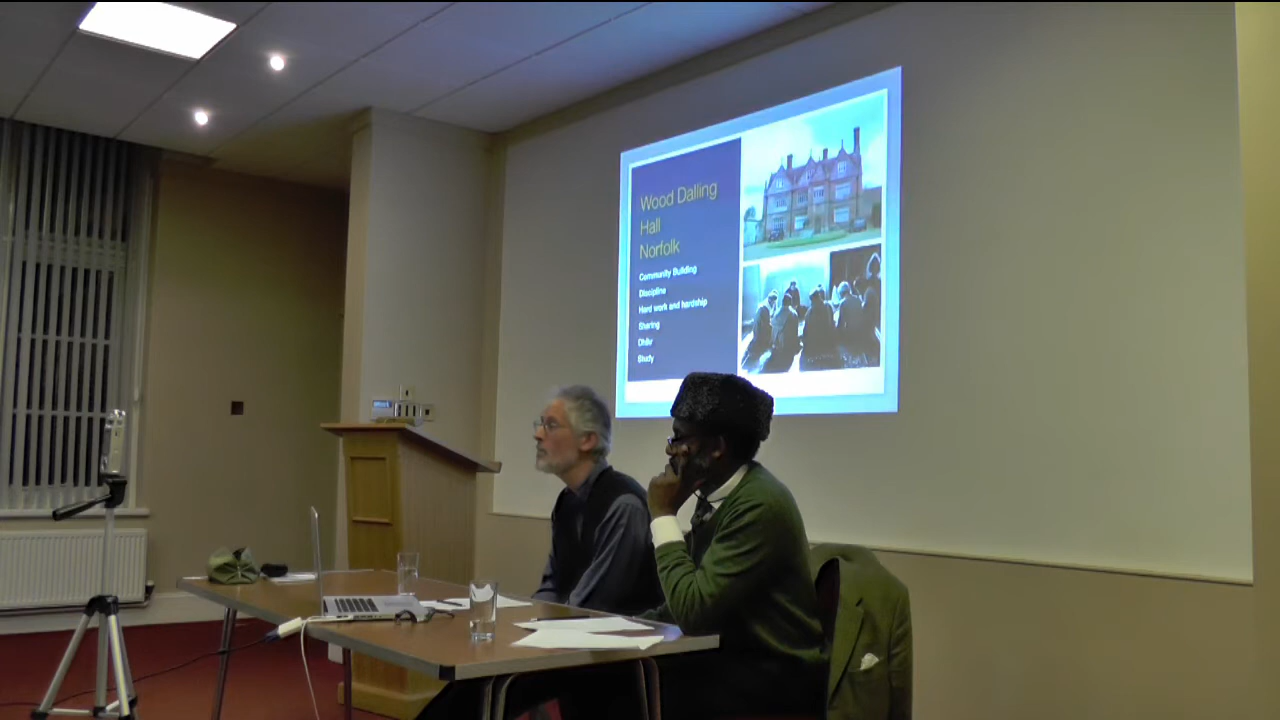 Wood Dalling
Hall
Norfolk
Community Building
Discipline
Hard work and hardship
Sharing
Dhikr
Study